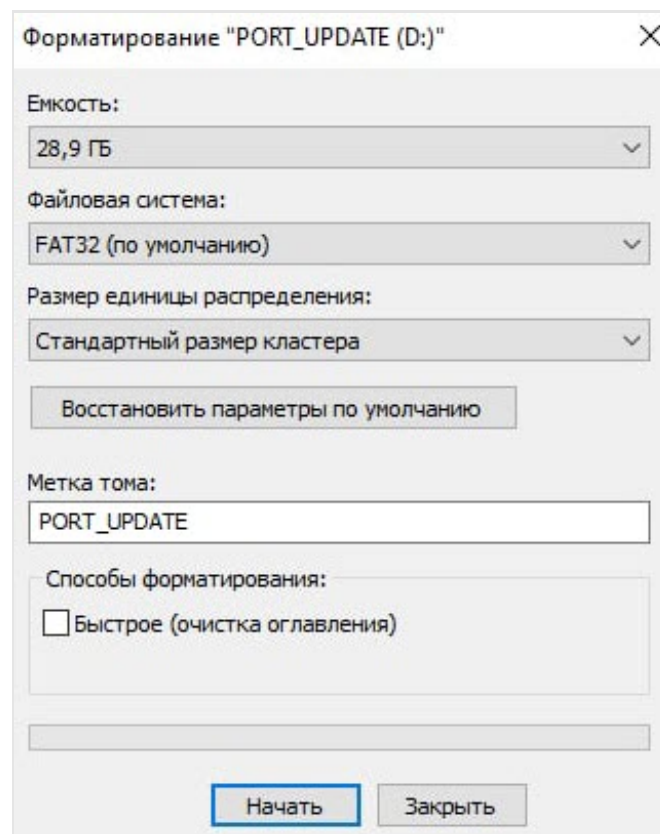 Форматирование "PORT_UPDATE (D:)"
Емкость:
28,9 ГБ
Файловая система:
FAT32 (по умолчанию)
Размер единицы распределения:
Стандартный размер кластера
Восстановить параметры по умолчанию
Метка тома:
PORT_UPDATE
Способы форматирования:
Быстрое (очистка оглавления)
Начать Закрыть